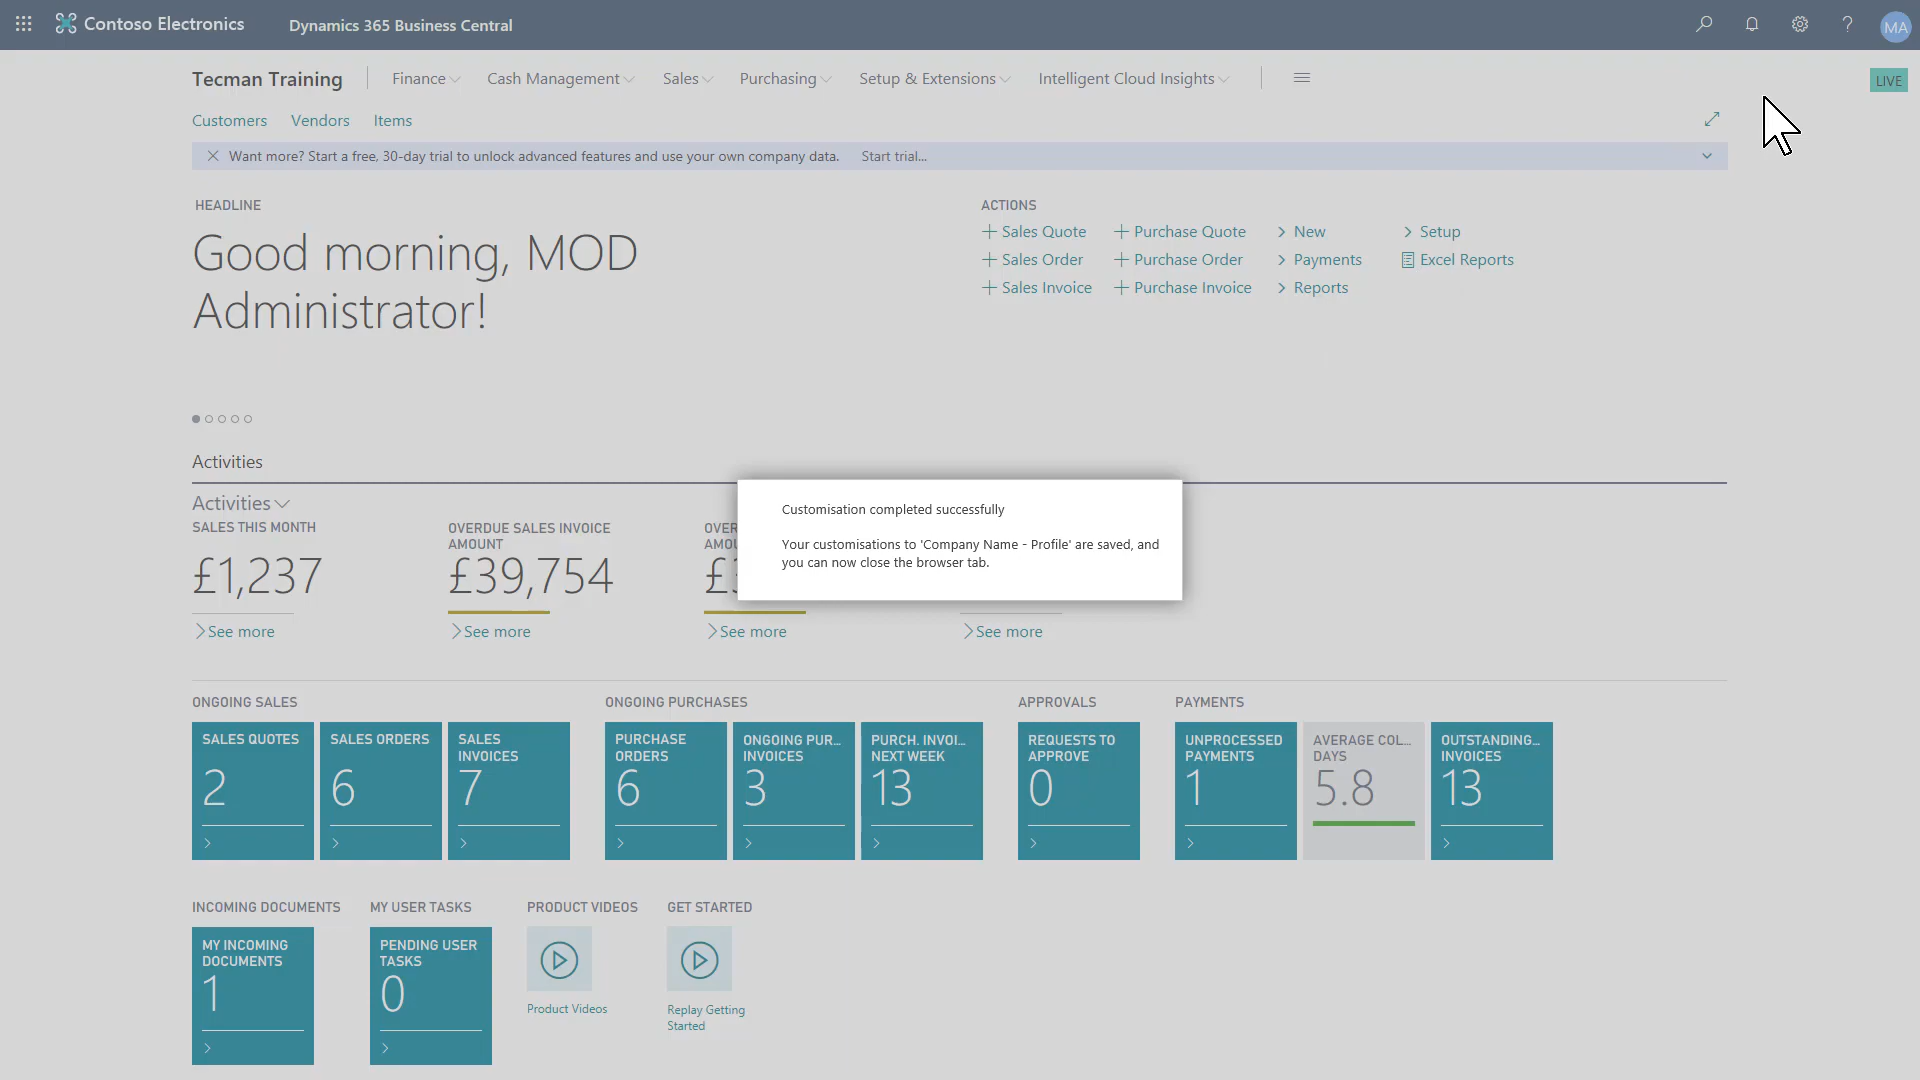 Contoso Electronics
Dynamics 365 Business Central
MA
Tecman Training
Finance
Cash Management
Sales
Purchasing
Setup & Extensions
Intelligent Cloud Insights
LIVE
Customers
Vendors
Items
Want more? Start a free, 30-day trial to unlock advanced features and use your own company data.
Start trial...
HEADLINE
Good morning, MOD
Administrator!
ACTIONS
Sales Quote
Purchase Quote
New
Setup
Sales Order
Purchase Order
Payments
Excel Reports
Sales Invoice
Purchase Invoice
Reports
Activities
Activities
SALES THIS MONTH
£1,237
See more
OVERDUE SALES INVOICE
AMOUNT
£39,754
See more
See more
See more
Customisation completed successfully
Your customisations to 'Company Name - Profile' are saved, and
you can now close the browser tab.
ONGOING SALES
SALES QUOTES
2
SALES ORDERS
6
SALES
INVOICES
7
ONGOING PURCHASES
PURCHASE
ORDERS
6
ONGOING PUR...
INVOICES
3
PURCH. INVOI...
NEXT WEEK
13
APPROVALS
REQUESTS TO
APPROVE
0
PAYMENTS
UNPROCESSED
PAYMENTS
1
AVERAGE COL...
DAYS
5.8
OUTSTANDING...
INVOICES
13
INCOMING DOCUMENTS
MY INCOMING
DOCUMENTS
1
MY USER TASKS
PENDING USER
TASKS
0
PRODUCT VIDEOS
Product Videos
GET STARTED
Replay Getting
Started